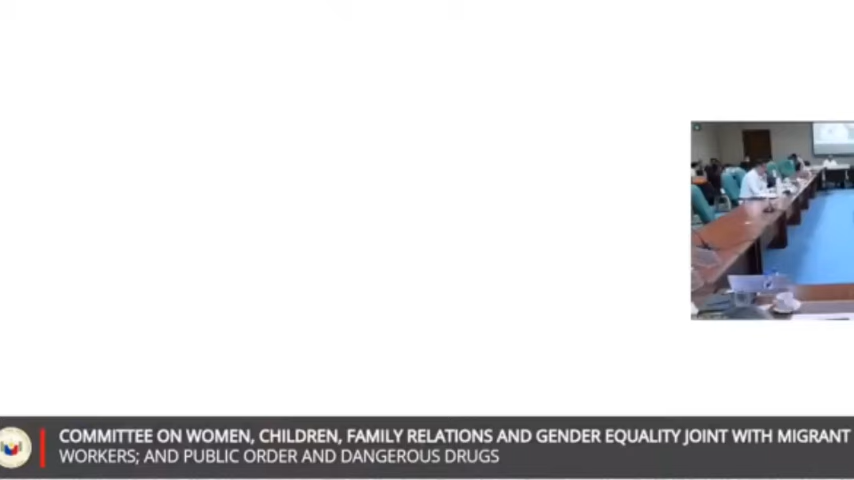 COMMITTEE ON WOMEN, CHILDREN, FAMILY RELATIONS AND GENDER EQUALITY JOINT WITH MIGRANT
WORKERS; AND PUBLIC ORDER AND DANGEROUS DRUGS